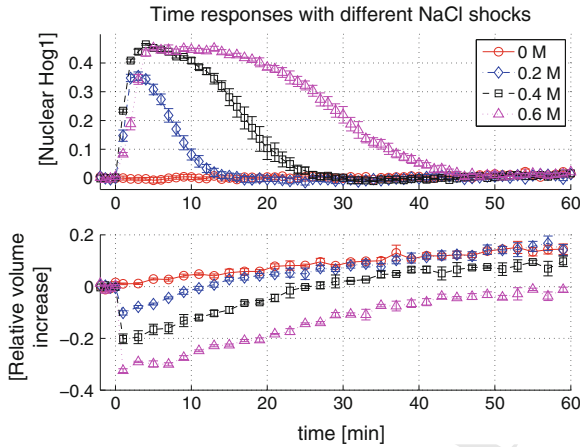 Time responses with different NaCl shocks
[Nuclear Hog1]
0.4
0.3
0.2
0.1
0
0 M
0.2 M
0.4 M
0.6 M
0 10 20 30 40 50 60
[Relative volume
increase]
0.2
0.0
−0.2
−0.4
0 10 20 30 40 50 60
time [min]